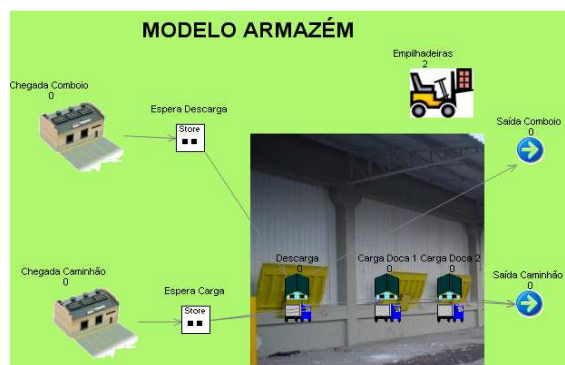 MODELO ARMAZÉM
Empilhadeiras
2
Chegada Comboio
0
Espera Descarga
Store
Saída Comboio
0
Descarga
0
Carga Doca 1
0
Carga Doca 2
0
Chegada Caminhão
0
Espera Carga
Store
Saída Caminhão
0